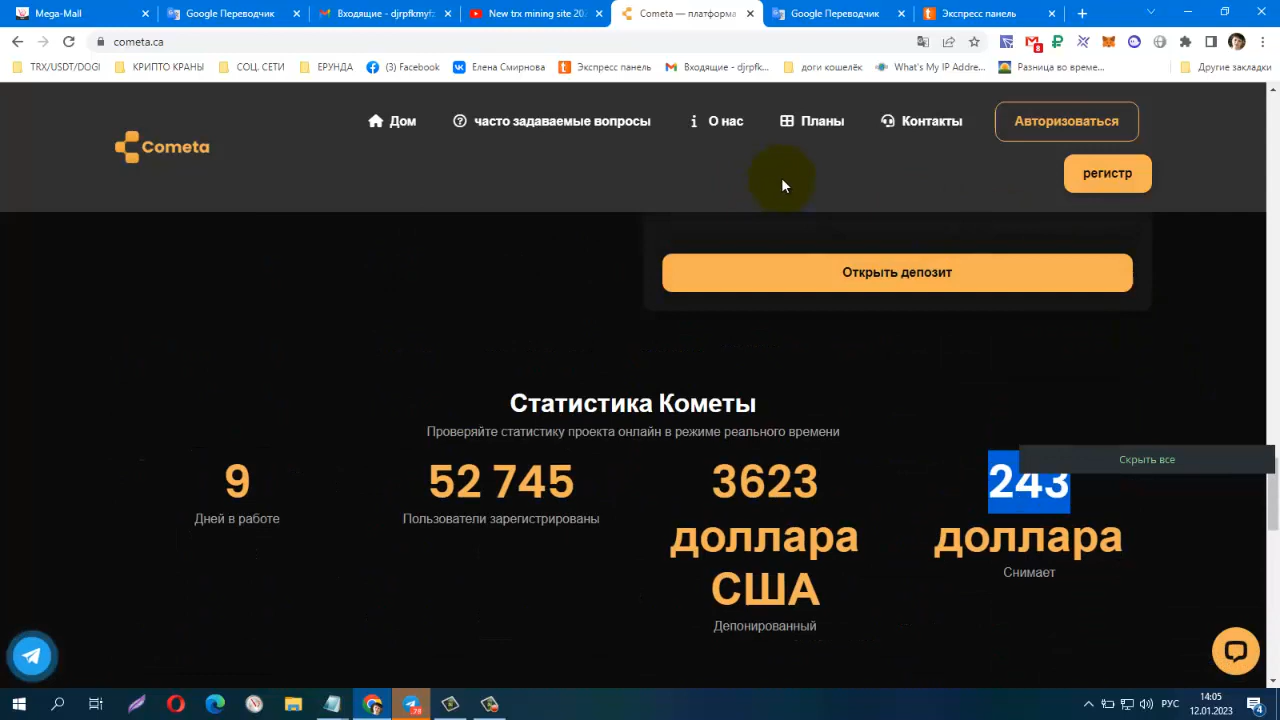 Mega-Mall
Google Переводчик
Входящие - djrpfkmyfz
New trx mining site 20.
Cometa — платформа
Google Переводчик
Экспресс панель
cometa.ca
8
TRX/USDT/DOGI
КРИПТО КРАНЫ
СОЦ. СЕТИ
ЕРУНДА
(3) Facebook
Елена Смирнова
Экспресс панель
Входящие - djrpfk...
доги кошелёк
What's My IP Addre...
Разница во време...
Другие закладки
Cometa
Дом
часто задаваемые вопросы
О нас
Планы
Контакты
Авторизоваться
регистр
Открыть депозит
Статистика Кометы
Проверяйте статистику проекта онлайн в режиме реального времени
9
Дней в работе
52 745
Пользователи зарегистрированы
3623
доллара
США
Депонированный
243
доллара
Снимает
Скрыть все
РУС
14:05
12.01.2023
4